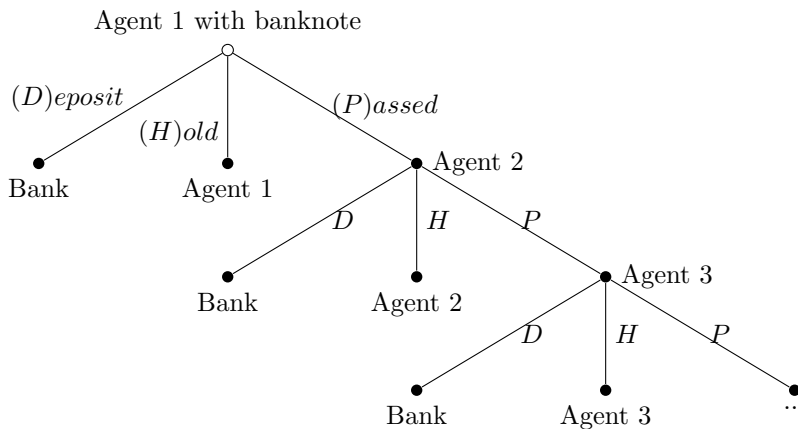 Agent 1 with banknote
(D)eposit
(H)old
(P)assed
Bank
Agent 1
Agent 2
D
H
P
Bank
Agent 2
Agent 3
D
H
P
Bank
Agent 3
..